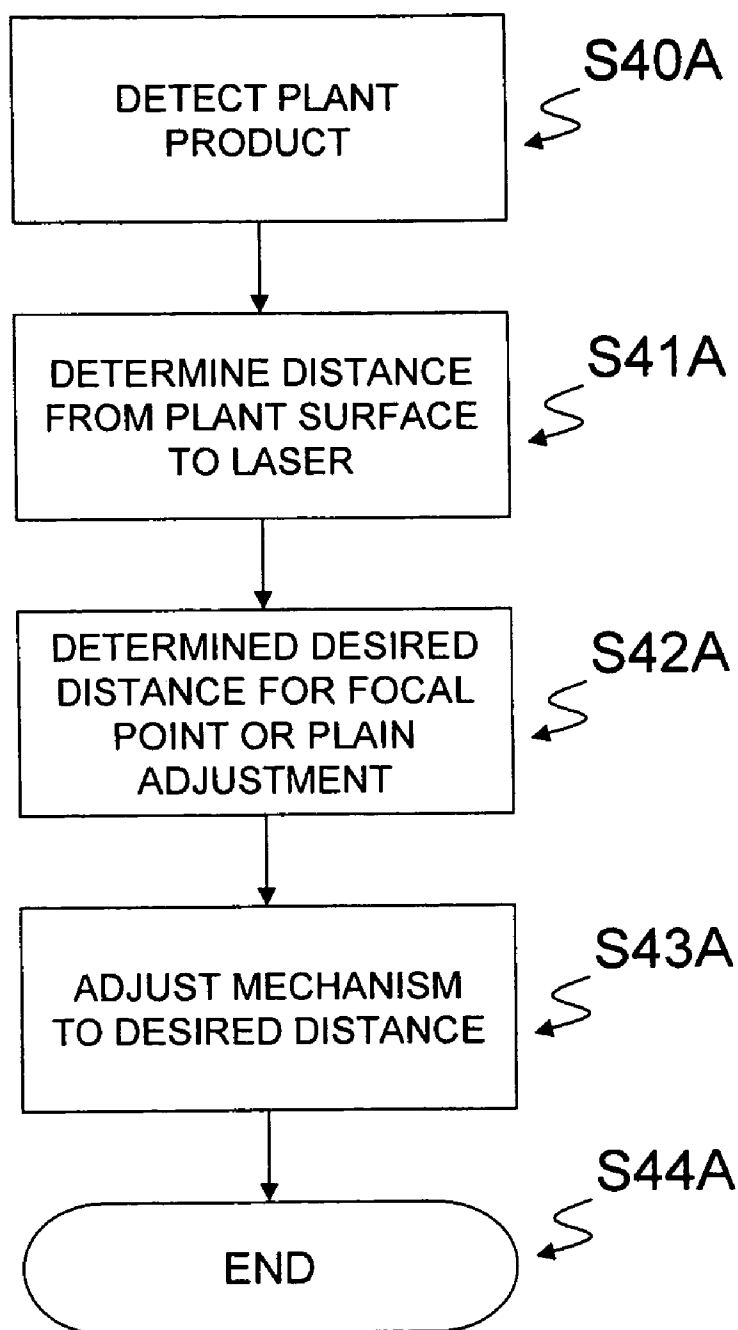 DETECT PLANT
PRODUCT
S40A
DETERMINE DISTANCE
FROM PLANT SURFACE
TO LASER
S41A
DETERMINED DESIRED
DISTANCE FOR FOCAL
POINT OR PLAIN
ADJUSTMENT
S42A
ADJUST MECHANISM
TO DESIRED DISTANCE
S43A
END
S44A